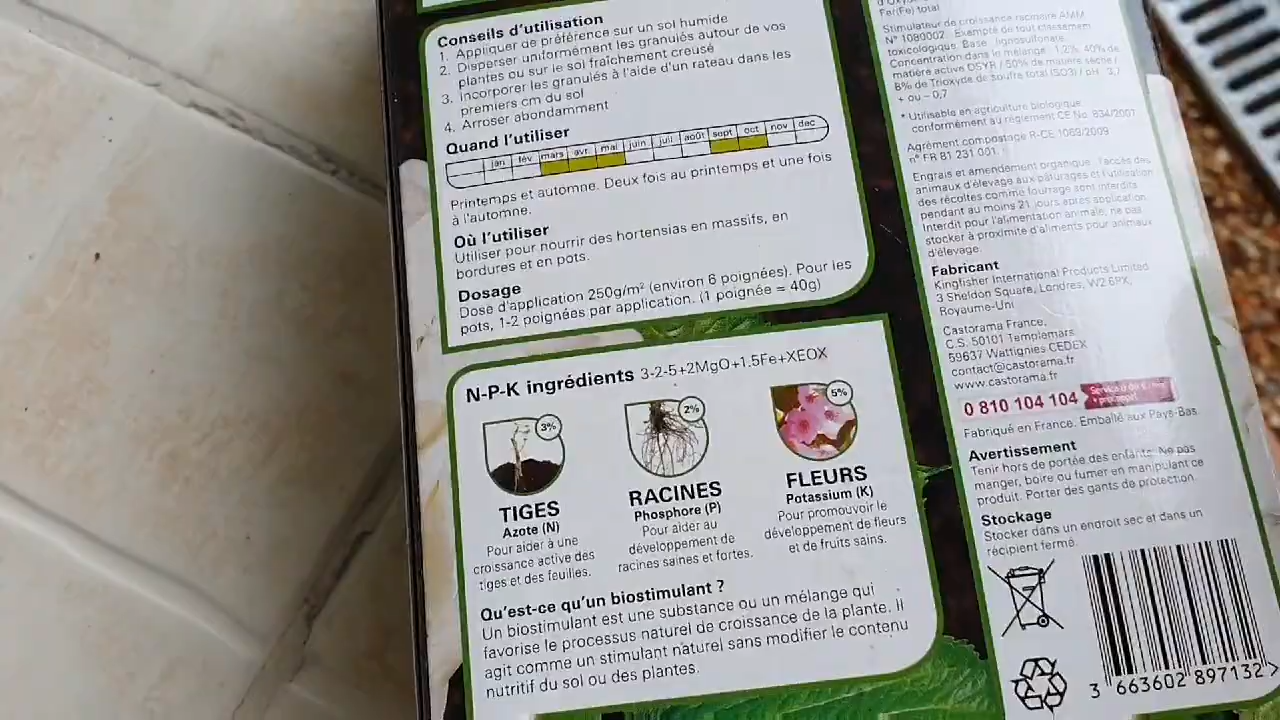 Conseils d'utilisation
1. Appliquer de préférence sur un sol humide
2. Disperser uniformément les granulés autour de vos
plantes ou sur le sol fraîchement creusé
3. Incorporer les granulés à l'aide d'un rateau dans les
premiers cm du sol
4. Arroser abondamment
Quand l'utiliser
jan fév mars avr mai juin juil août sept oct nov dec
Printemps et automne. Deux fois au printemps et une fois
à l'automne.
Où l'utiliser
Utiliser pour nourrir des hortensias en massifs, en
bordures et en pots.
Dosage
Dose d'application 250g/m² (environ 6 poignées). Pour les
pots, 1-2 poignées par application. (1 poignée = 40g)
N-P-K ingrédients 3-2-5+2MgO+1.5Fe+XEOX
3%
2%
5%
TIGES
Azote (N)
Pour aider à une
croissance active des
tiges et des feuilles.
RACINES
Phosphore (P)
Pour aider au
développement de
racines saines et fortes.
FLEURS
Potassium (K)
Pour promouvoir le
développement de fleurs
et de fruits sains.
Qu'est-ce qu'un biostimulant ?
Un biostimulant est une substance ou un mélange qui
favorise le processus naturel de croissance de la plante. Il
agit comme un stimulant naturel sans modifier le contenu
nutritif du sol ou des plantes.
Fe(Fe) total
Stimulateur de croissance racinaire AMM
N° 1080002. Exempté de tout classement
toxicologique. Base : lignosulfonate.
Concentration dans le mélange : 1,2%, 40% de
matière active OSYR / 50% de matière sèche /
8% de Trioxyde de soufre total (SO3) / pH : 3,7
+ ou – 0,7
* Utilisable en agriculture biologique
conformément au règlement CE No. 834/2007
Agrément compostage R-CE 1069/2009
n° FR 81 231 001.
Engrais et amendement organique : l'accès des
animaux d'élevage aux pâturages et l'utilisation
des récoltes comme fourrage sont interdits
pendant au moins 21 jours après application.
Interdit pour l'alimentation animale, ne pas
stocker à proximité d'aliments pour animaux
d'élevage.
Fabricant
Kingfisher International Products Limited
3 Sheldon Square, Londres, W2 6PX,
Royaume-Uni
Castorama France,
C.S. 50101 Templemars
59637 Wattignies CEDEX
contact@castorama.fr
www.castorama.fr
0 810 104 104
Fabriqué en France. Emballé aux Pays-Bas.
Avertissement
Tenir hors de portée des enfants. Ne pas
manger, boire ou fumer en manipulant ce
produit. Porter des gants de protection.
Stockage
Stocker dans un endroit sec et dans un
récipient fermé.
3 663602 897132 >